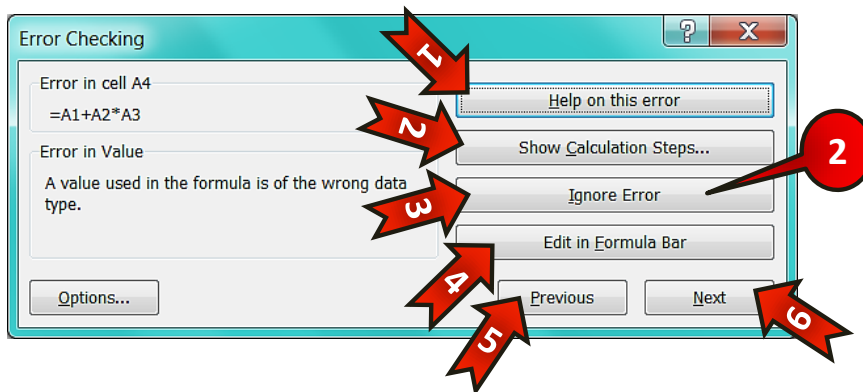 Error Checking
?
X
Error in cell A4
=A1+A2*A3
Error in Value
A value used in the formula is of the wrong data
type.
1
Help on this error
2
Show Calculation Steps...
3
Ignore Error
2
4
Edit in Formula Bar
Options...
5
Previous
Next
6